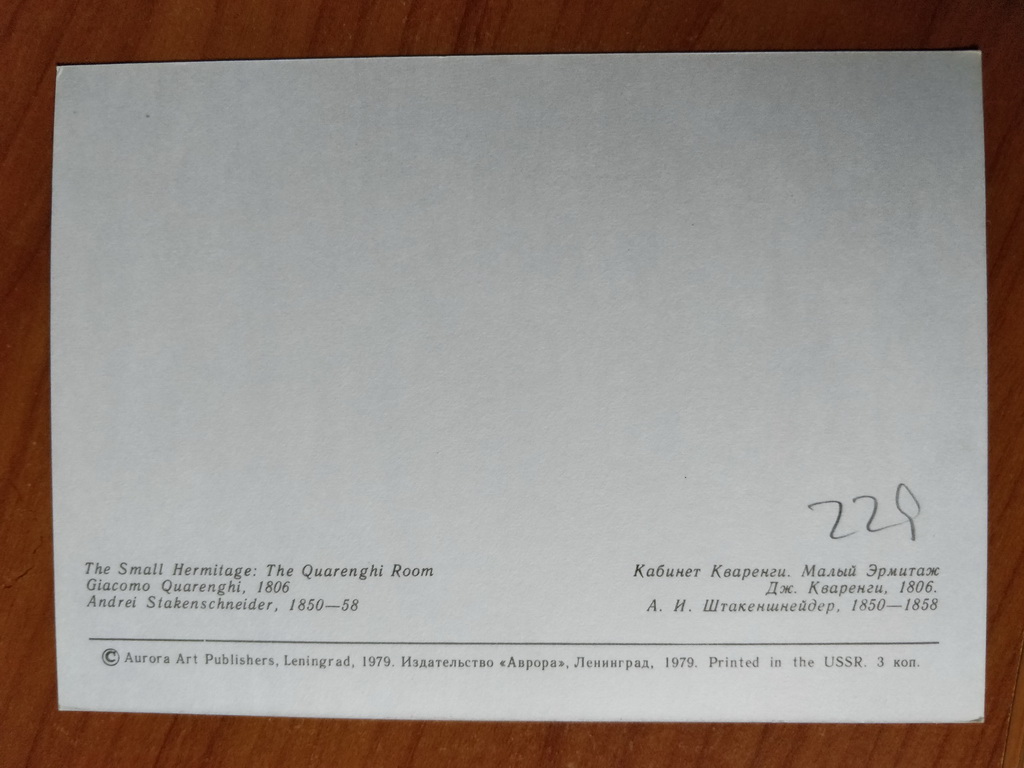 229
The Small Hermitage: The Quarenghi Room
Giacomo Quarenghi, 1806
Andrei Stakenschneider, 1850—58
Кабинет Кваренги. Малый Эрмитаж
Дж. Кваренги, 1806.
А. И. Штакеншнейдер, 1850—1858
© Aurora Art Publishers, Leningrad, 1979. Издательство «Аврора», Ленинград, 1979. Printed in the USSR. 3 коп.